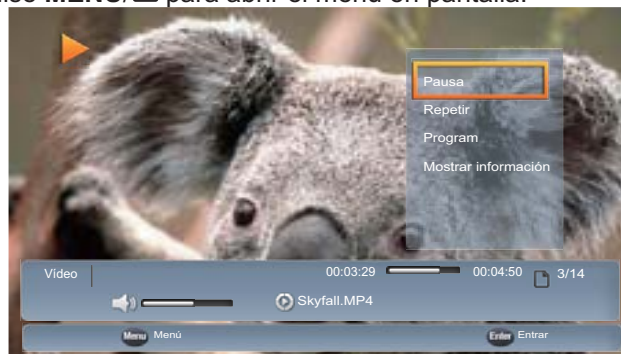 MENU/ para abrir el menú en pantalla.
Pausa
Repetir
Program
Mostrar información
Vídeo
00:03:29 00:04:50 3/14
Skyfall.MP4
Menu Menú
Enter Entrar